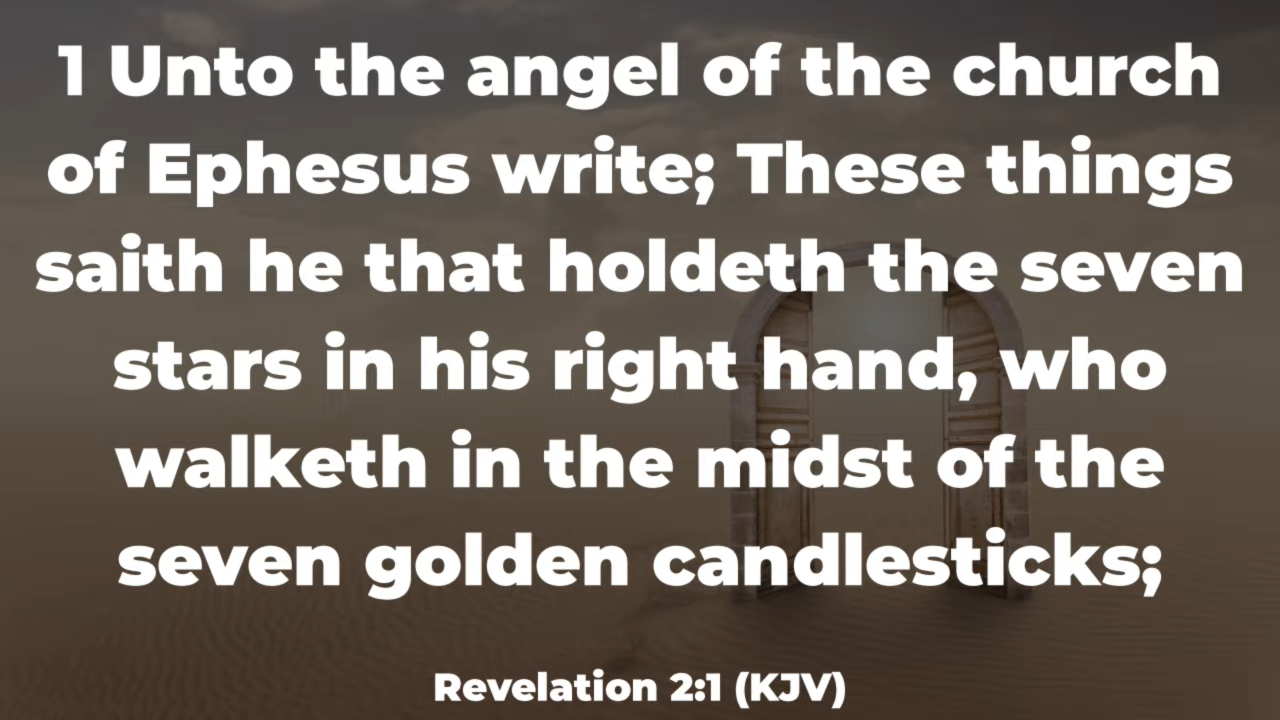 1 Unto the angel of the church
of Ephesus write; These things
saith he that holdeth the seven
stars in his right hand, who
walketh in the midst of the
seven golden candlesticks;
Revelation 2:1 (KJV)